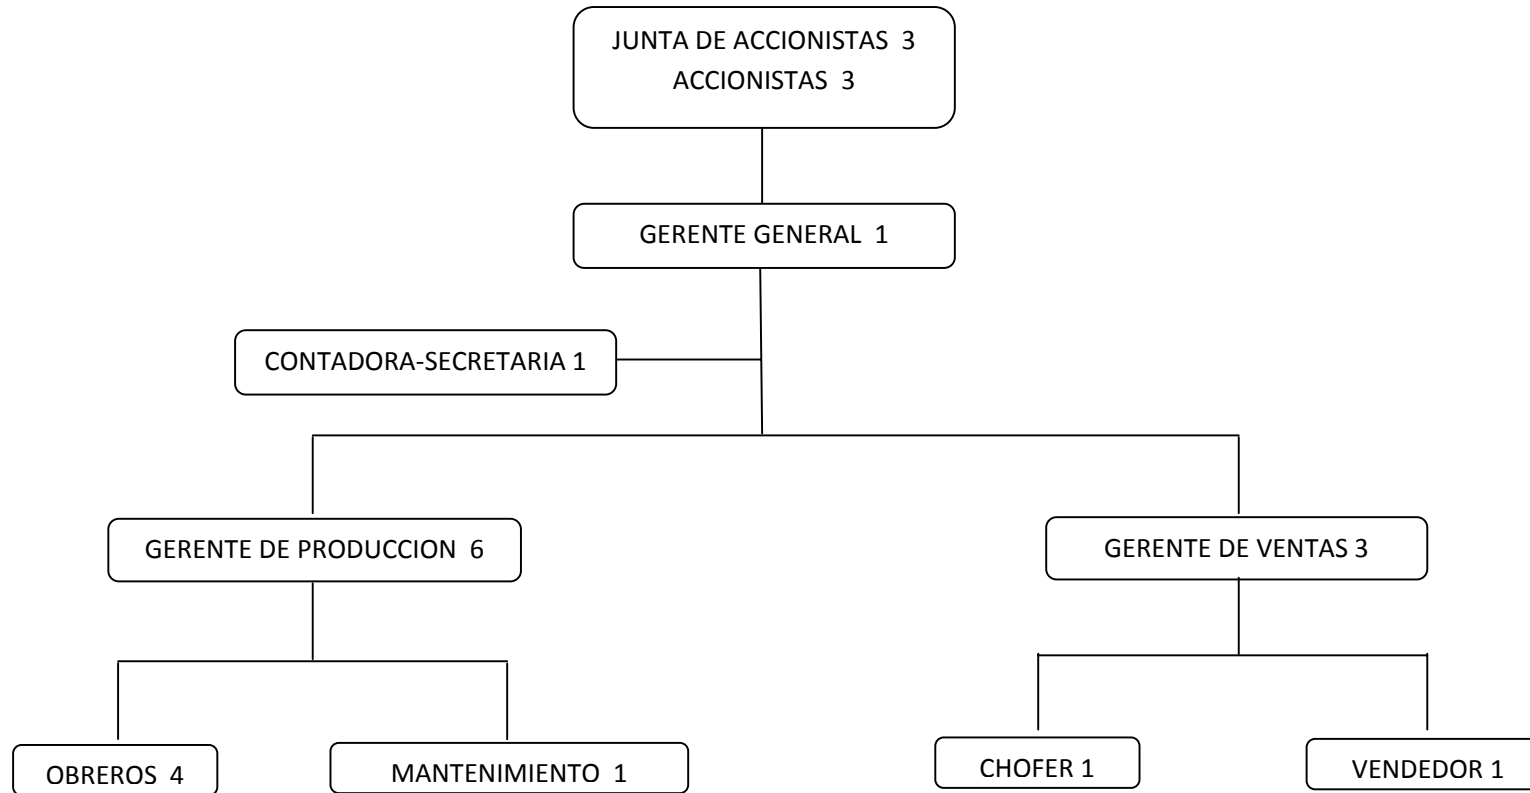 JUNTA DE ACCIONISTAS 3
ACCIONISTAS 3
GERENTE GENERAL 1
CONTADORA-SECRETARIA 1
GERENTE DE PRODUCCION 6
GERENTE DE VENTAS 3
OBREROS 4
MANTENIMIENTO 1
CHOFER 1
VENDEDOR 1